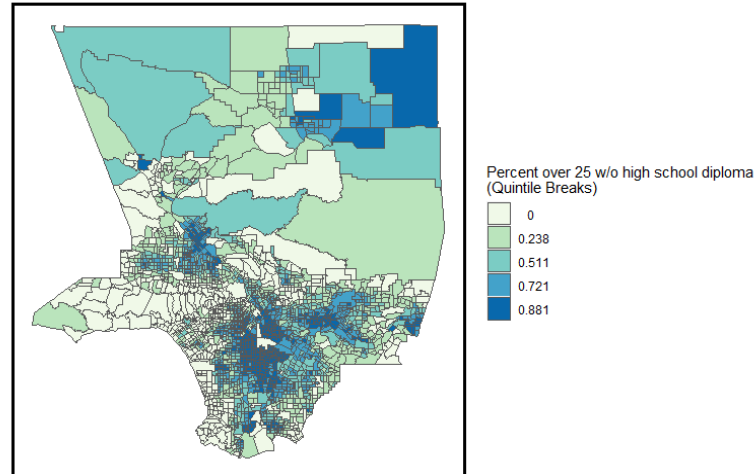 Percent over 25 w/o high school diploma
(Quintile Breaks)
0
0.238
0.511
0.721
0.881